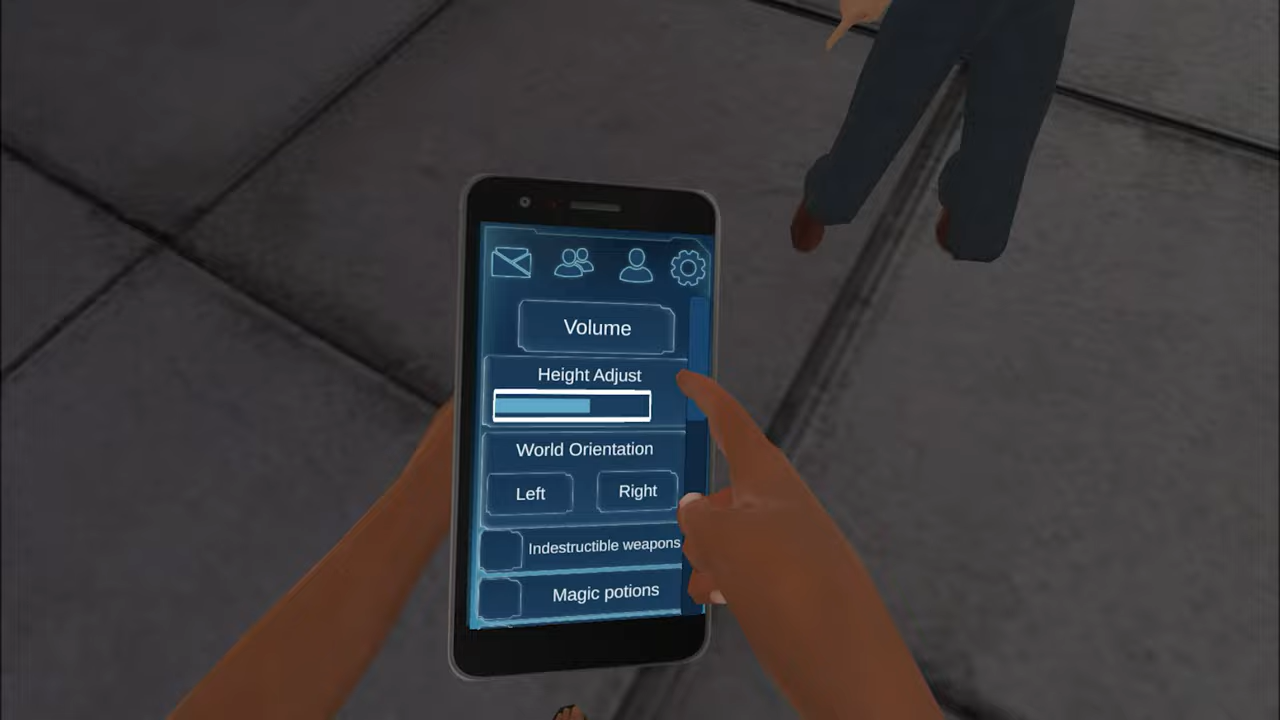 Volume
Height Adjust
World Orientation
Left
Right
Indestructible weapons
Magic potions